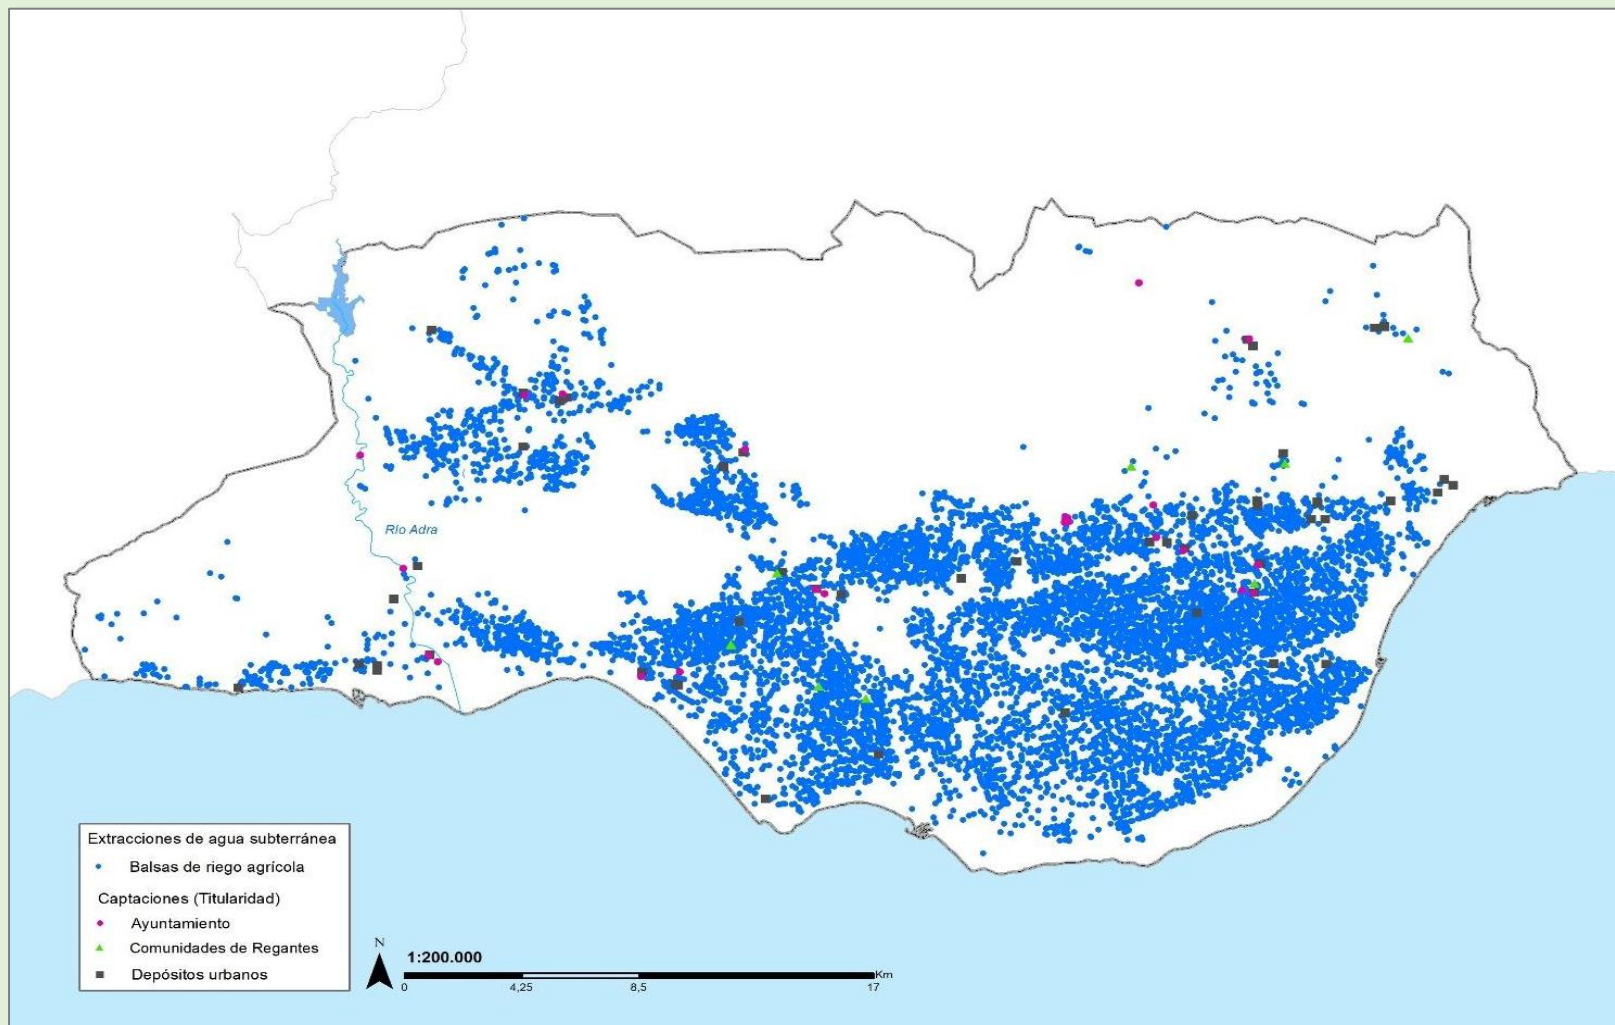 Río Adra
Extracciones de agua subterránea
Balsas de riego agrícola
Captaciones (Titularidad)
Ayuntamiento
Comunidades de Regantes
Depósitos urbanos
N
1:200.000
Km
0 4,25 8,5 17